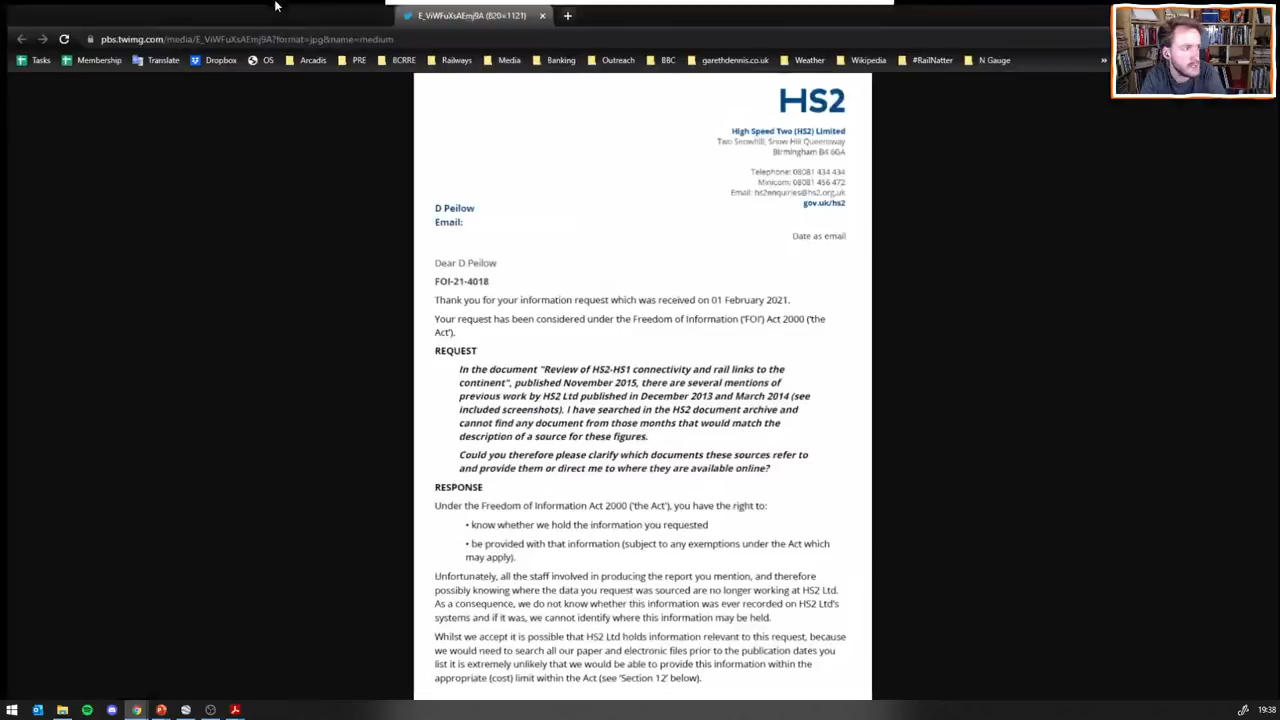 E_ViWFuXsAEmj9A (820×1121)
pbs.twimg.com/media/E_ViWFuXsAEmj9A?format=jpg&name=medium
Tasks Membership Translate Dropbox OS Arcadis PRE BCRRE Railways Media Banking Outreach BBC garethdennis.co.uk Weather Wikipedia #RailNatter N Gauge »
HS2
High Speed Two (HS2) Limited
Two Snowhill, Snow Hill Queensway
Birmingham B4 6GA
Telephone: 08081 434 434
Minicom: 08081 456 472
Email: hs2enquiries@hs2.org.uk
gov.uk/hs2
D Peilow
Email:
Date as email
Dear D Peilow
FOI-21-4018
Thank you for your information request which was received on 01 February 2021.
Your request has been considered under the Freedom of Information ('FOI') Act 2000 ('the
Act').
REQUEST
In the document "Review of HS2-HS1 connectivity and rail links to the
continent", published November 2015, there are several mentions of
previous work by HS2 Ltd published in December 2013 and March 2014 (see
included screenshots). I have searched in the HS2 document archive and
cannot find any document from those months that would match the
description of a source for these figures.
Could you therefore please clarify which documents these sources refer to
and provide them or direct me to where they are available online?
RESPONSE
Under the Freedom of Information Act 2000 ('the Act'), you have the right to:
• know whether we hold the information you requested
• be provided with that information (subject to any exemptions under the Act which
may apply).
Unfortunately, all the staff involved in producing the report you mention, and therefore
possibly knowing where the data you request was sourced are no longer working at HS2 Ltd.
As a consequence, we do not know whether this information was ever recorded on HS2 Ltd's
systems and if it was, we cannot identify where this information may be held.
Whilst we accept it is possible that HS2 Ltd holds information relevant to this request, because
we would need to search all our paper and electronic files prior to the publication dates you
list it is extremely unlikely that we would be able to provide this information within the
appropriate (cost) limit within the Act (see 'Section 12' below).
19:38